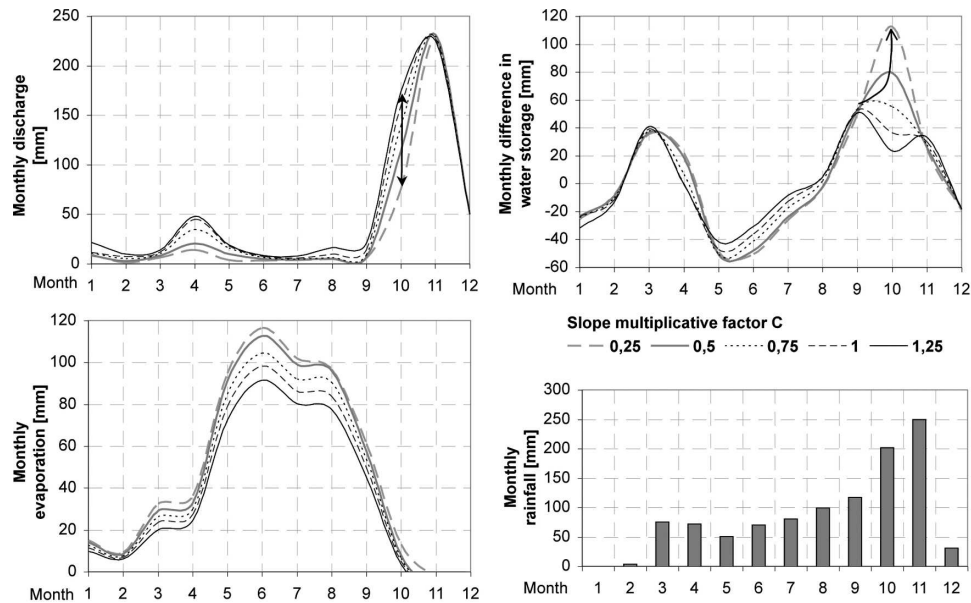 Monthly discharge
[mm]
250
200
150
100
50
0
Month
1 2 3 4 5 6 7 8 9 10 11 12
Monthly difference in
water storage [mm]
120
100
80
60
40
20
0
-20
-40
-60
Month
1 2 3 4 5 6 7 8 9 10 11 12
Monthly
evaporation [mm]
120
100
80
60
40
20
0
Month
1 2 3 4 5 6 7 8 9 10 11 12
Slope multiplicative factor C
0,25 0,5 0,75 1 1,25
Monthly
rainfall [mm]
300
250
200
150
100
50
0
Month
1 2 3 4 5 6 7 8 9 10 11 12